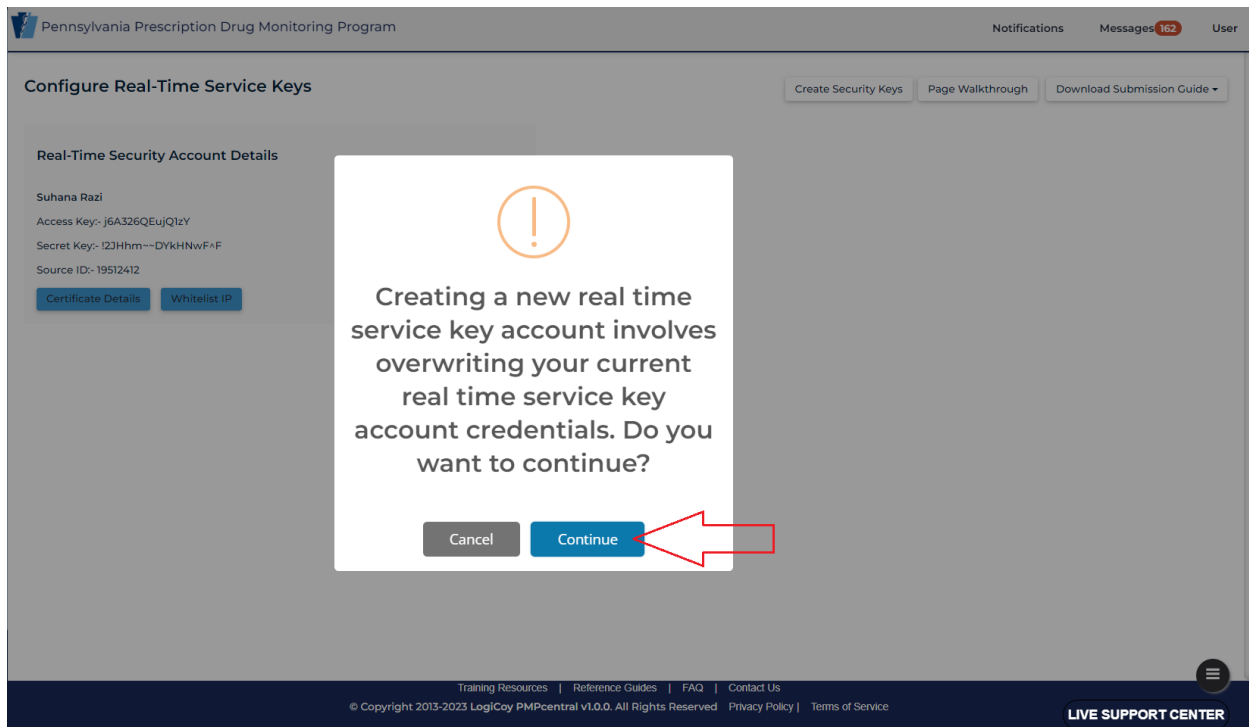 Pennsylvania Prescription Drug Monitoring Program
Notifications
Messages 162
User
Configure Real-Time Service Keys
Create Security Keys
Page Walkthrough
Download Submission Guide
Real-Time Security Account Details
Suhana Razi
Access Key:- j6A326QEujQ1zY
Secret Key:- !2JHhm~~DYkHNwF^F
Source ID:- 19512412
Certificate Details
Whitelist IP
Creating a new real time
service key account involves
overwriting your current
real time service key
account credentials. Do you
want to continue?
Cancel
Continue
Training Resources | Reference Guides | FAQ | Contact Us
© Copyright 2013-2023 LogiCoy PMPcentral v1.0.0. All Rights Reserved Privacy Policy | Terms of Service
LIVE SUPPORT CENTER